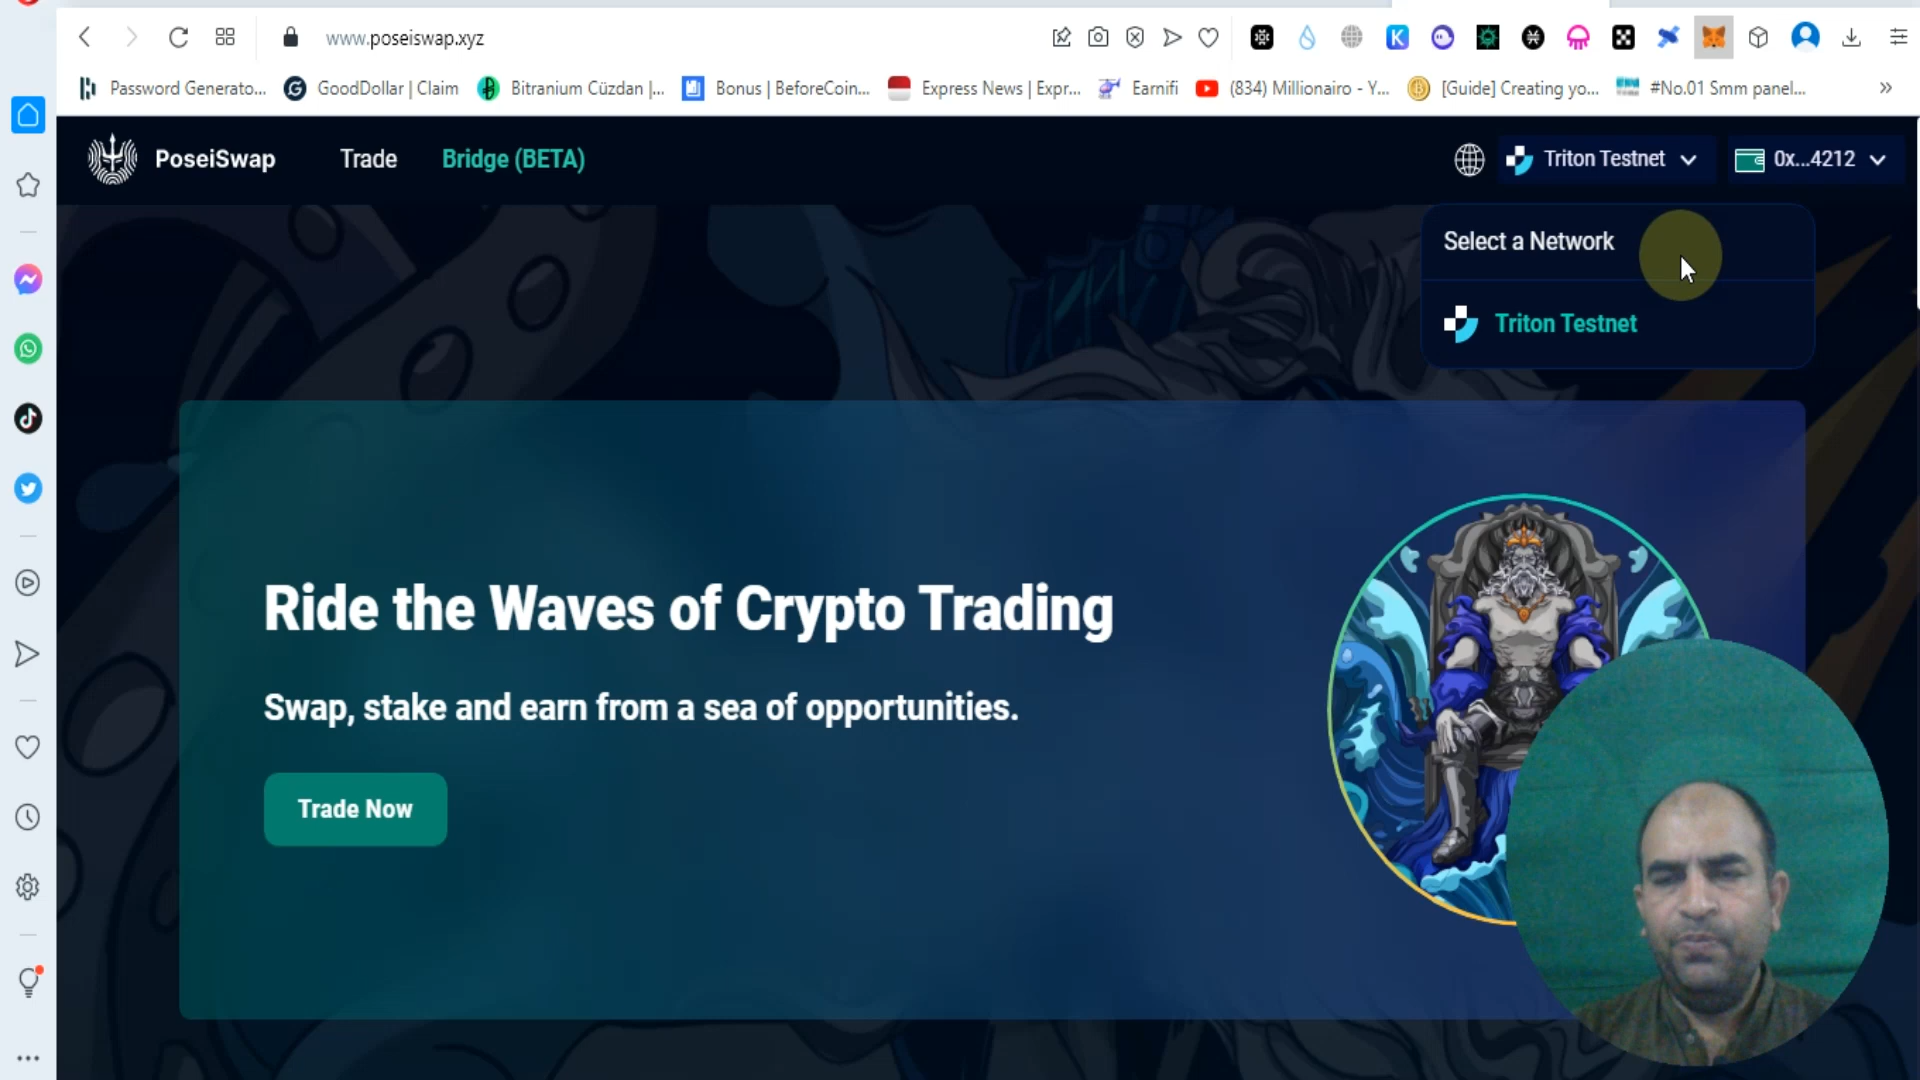 www.poseiswap.xyz
Password Generato... GoodDollar | Claim Bitranium Cüzdan |... Bonus | BeforeCoin... Express News | Expr... Earnifi (834) Millionairo - Y... [Guide] Creating yo... #No.01 Smm panel...
PoseiSwap Trade Bridge (BETA) Triton Testnet 0x...4212
Select a Network
Triton Testnet
Ride the Waves of Crypto Trading
Swap, stake and earn from a sea of opportunities.
Trade Now